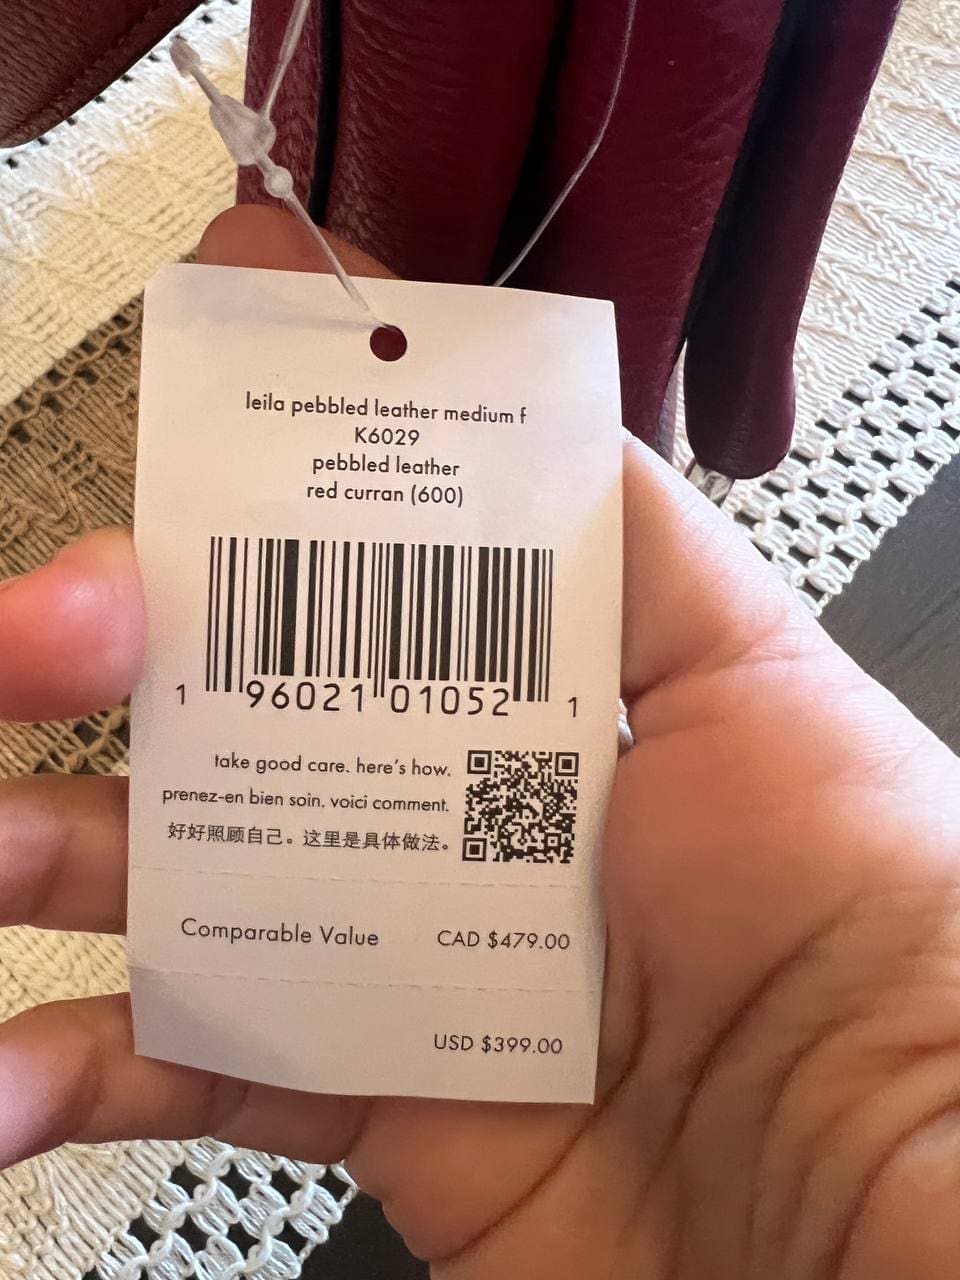 leila pebbled leather medium f
K6029
pebbled leather
red curran (600)
1 96021 01052 1
take good care. here's how.
prenez-en bien soin. voici comment.
好好照顾自己。这里是具体做法。
Comparable Value CAD $479.00
USD $399.00